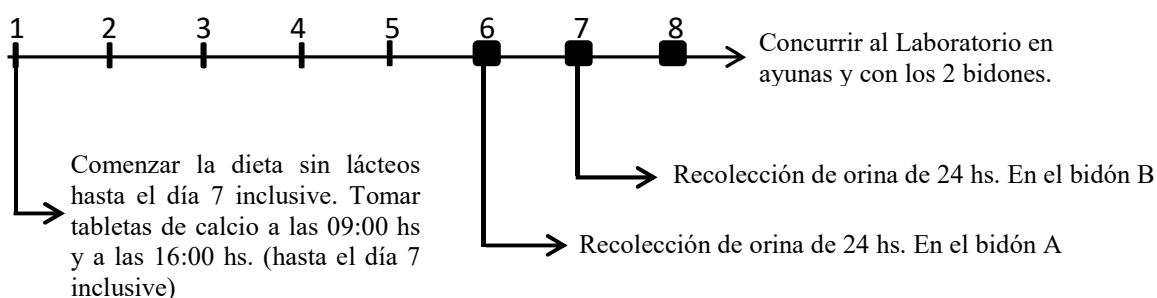 1 2 3 4 5 6 7 8
Concurrir al Laboratorio en
ayunas y con los 2 bidones.
Comenzar la dieta sin lácteos
hasta el día 7 inclusive. Tomar
tabletas de calcio a las 09:00 hs
y a las 16:00 hs. (hasta el día 7
inclusive)
Recolección de orina de 24 hs. En el bidón B
Recolección de orina de 24 hs. En el bidón A